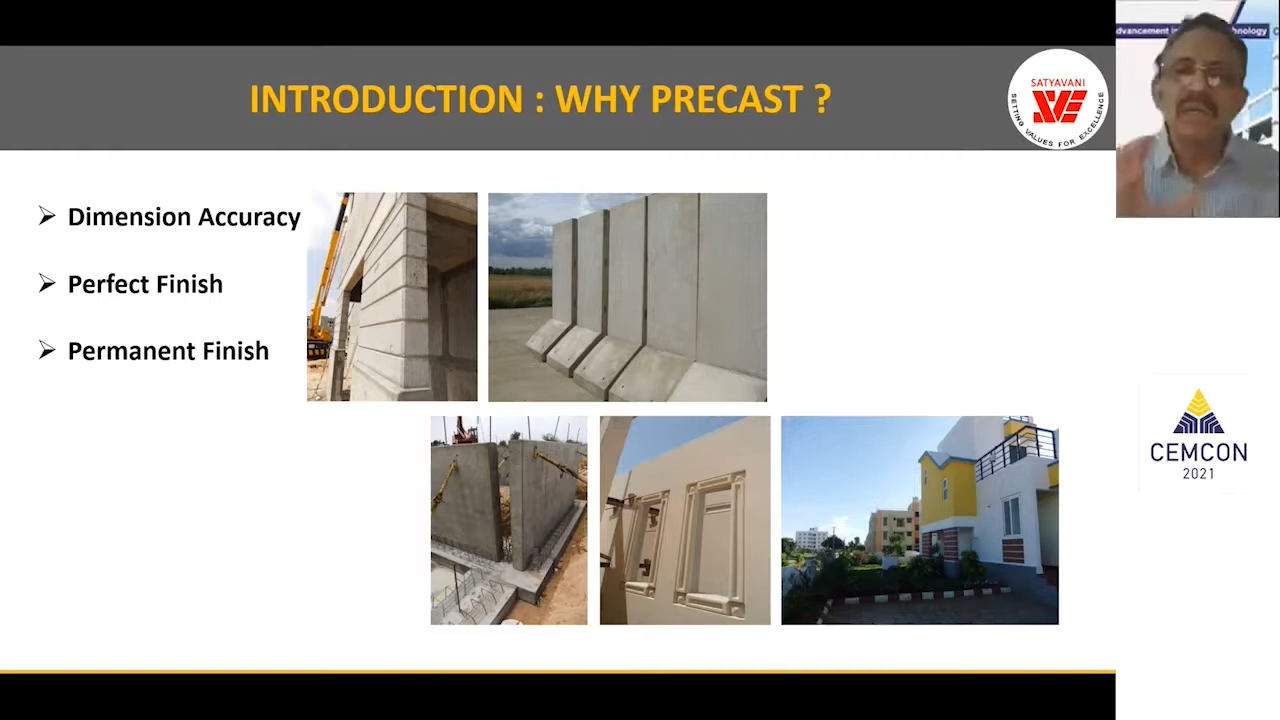 INTRODUCTION : WHY PRECAST ?
SATYAVANI
SETTING VALUES FOR EXCELLENCE
Dimension Accuracy
Perfect Finish
Permanent Finish
CEMCON
2021